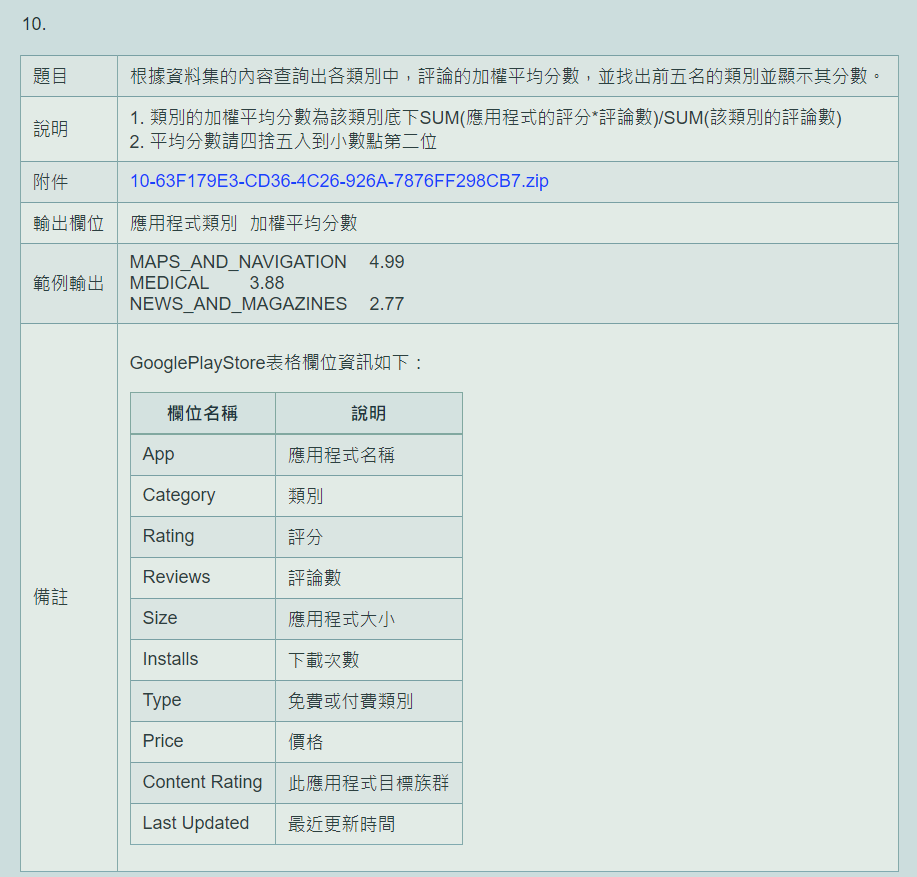 10.
題目 根據資料集的內容查詢出各類別中，評論的加權平均分數，並找出前五名的類別並顯示其分數。
說明
1. 類別的加權平均分數為該類別底下SUM(應用程式的評分*評論數)/SUM(該類別的評論數)
2. 平均分數請四捨五入到小數點第二位
附件 10-63F179E3-CD36-4C26-926A-7876FF298CB7.zip
輸出欄位 應用程式類別 加權平均分數
範例輸出
MAPS_AND_NAVIGATION 4.99
MEDICAL 3.88
NEWS_AND_MAGAZINES 2.77
備註
GooglePlayStore表格欄位資訊如下：
欄位名稱 說明
App 應用程式名稱
Category 類別
Rating 評分
Reviews 評論數
Size 應用程式大小
Installs 下載次數
Type 免費或付費類別
Price 價格
Content Rating 此應用程式目標族群
Last Updated 最近更新時間